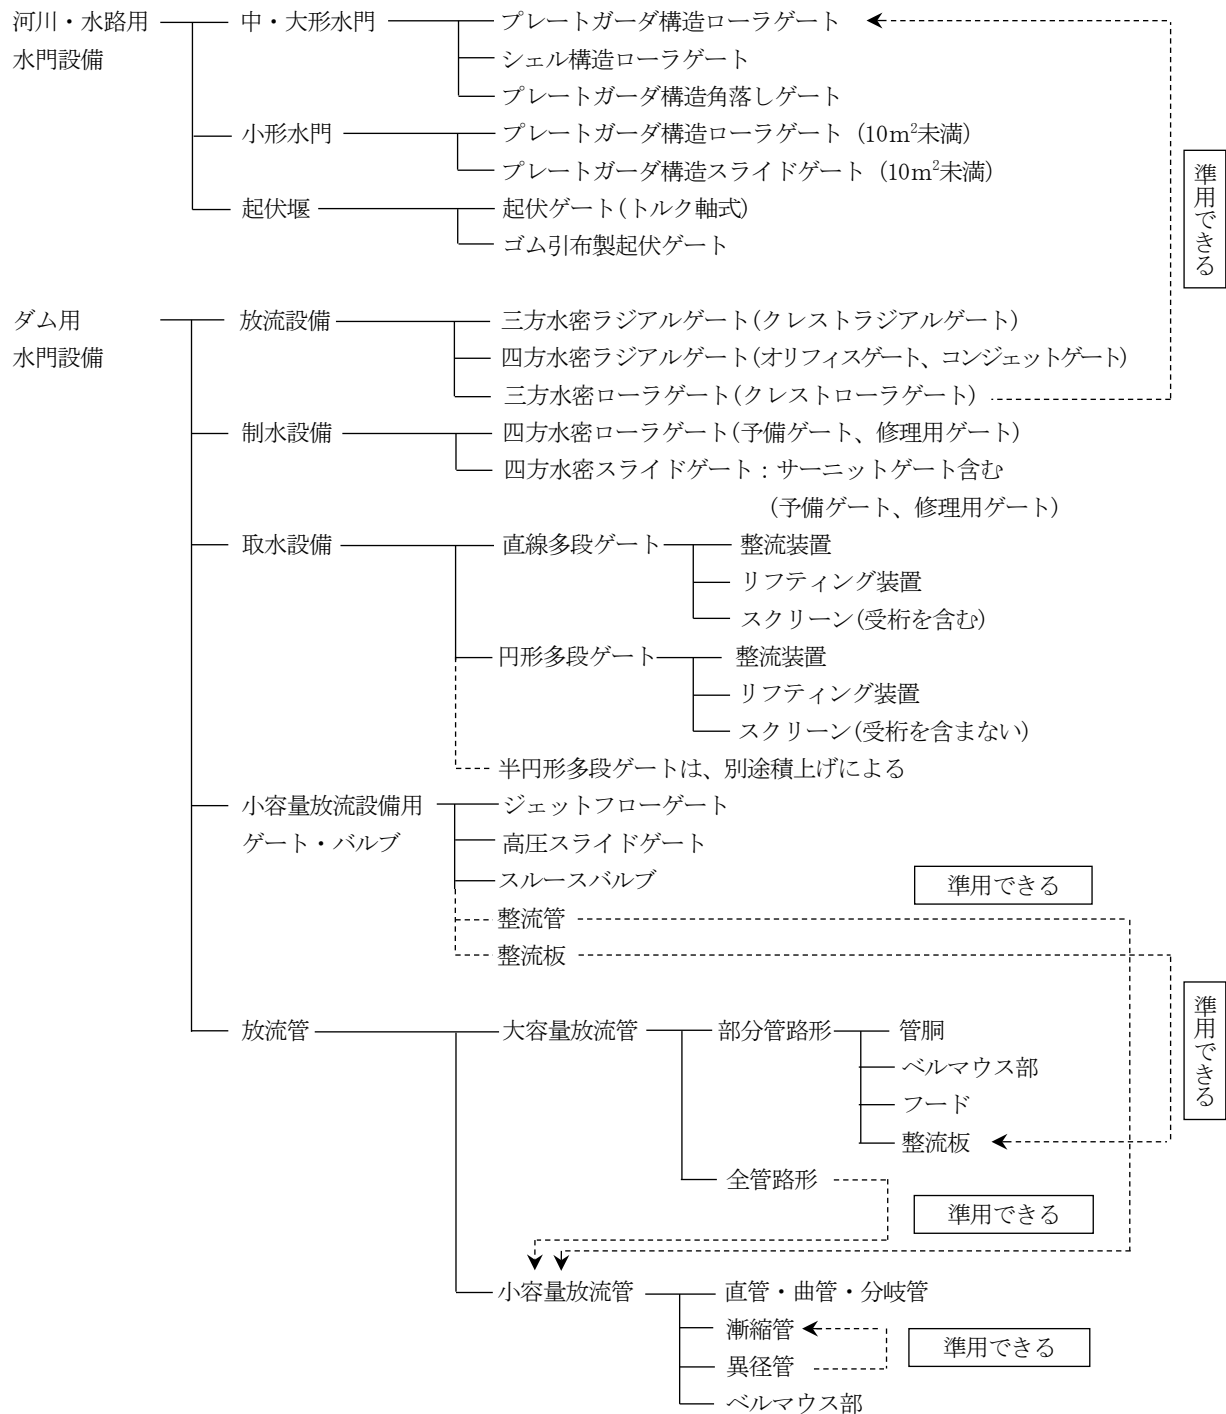 河川・水路用
水門設備
中・大形水門
プレートガーダ構造ローラゲート
シェル構造ローラゲート
プレートガーダ構造角落しゲート
小形水門
プレートガーダ構造ローラゲート（10m²未満）
プレートガーダ構造スライドゲート（10m²未満）
起伏堰
起伏ゲート(トルク軸式)
ゴム引布製起伏ゲート
準用できる
ダム用
水門設備
放流設備
三方水密ラジアルゲート(クレストラジアルゲート)
四方水密ラジアルゲート(オリフィスゲート、コンジェットゲート)
三方水密ローラゲート(クレストローラゲート)
制水設備
四方水密ローラゲート(予備ゲート、修理用ゲート)
四方水密スライドゲート：サーニットゲート含む
(予備ゲート、修理用ゲート)
取水設備
直線多段ゲート
整流装置
リフティング装置
スクリーン(受桁を含む)
円形多段ゲート
整流装置
リフティング装置
スクリーン(受桁を含まない)
半円形多段ゲートは、別途積上げによる
小容量放流設備用
ゲート・バルブ
ジェットフローゲート
高圧スライドゲート
スルースバルブ
準用できる
整流管
整流板
準用できる
放流管
大容量放流管
部分管路形
管胴
ベルマウス部
フード
整流板
全管路形
準用できる
小容量放流管
直管・曲管・分岐管
漸縮管
準用できる
異径管
ベルマウス部